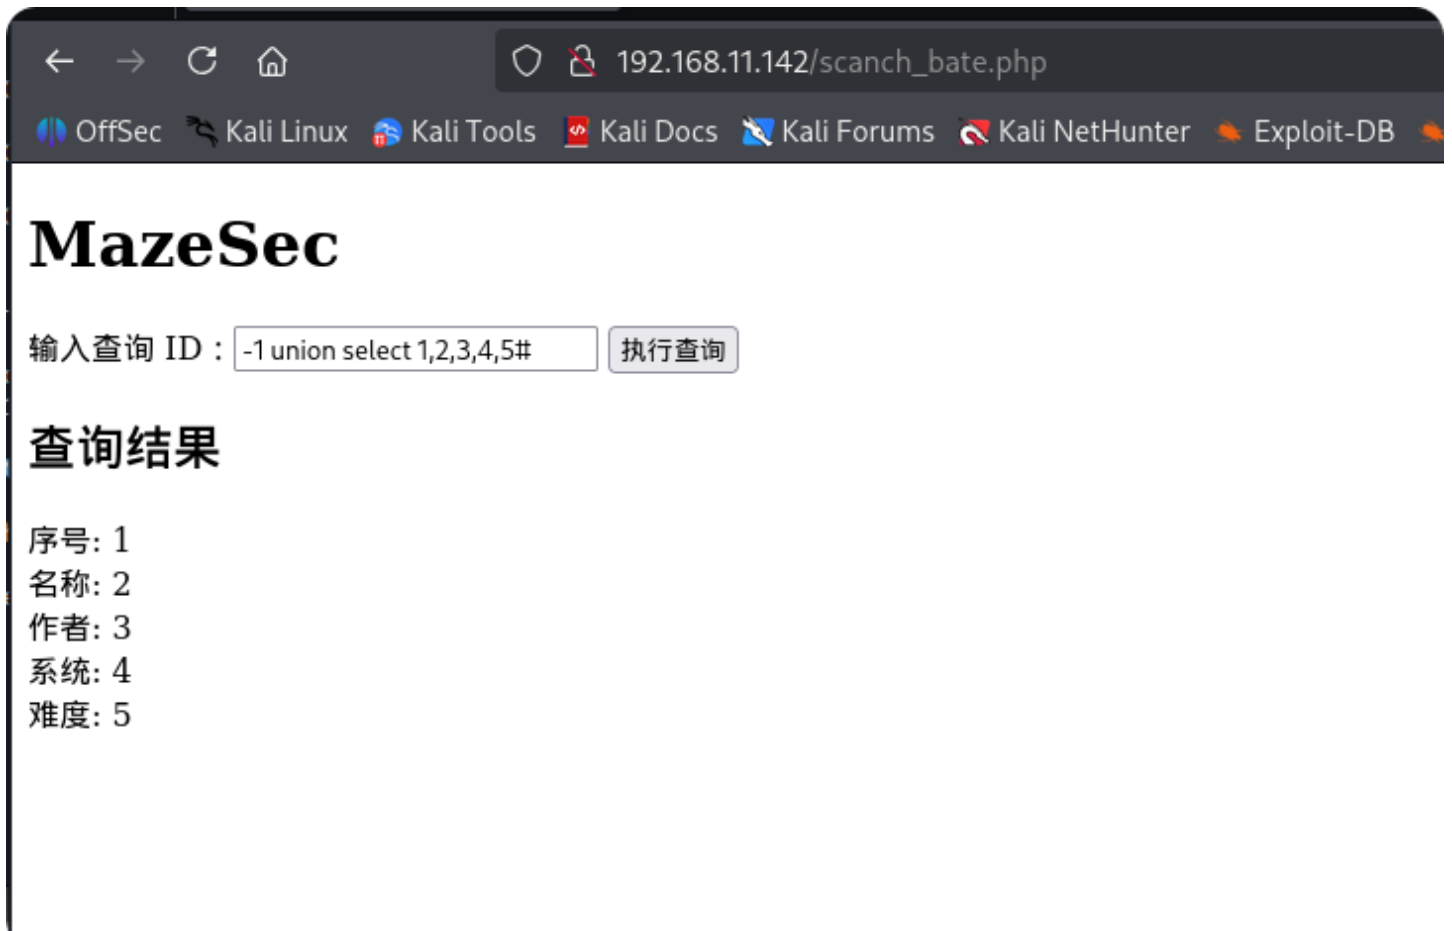 192.168.11.142/scanch_bate.php
OffSec Kali Linux Kali Tools Kali Docs Kali Forums Kali NetHunter Exploit-DB
MazeSec
输入查询 ID： -1 union select 1,2,3,4,5# 执行查询
查询结果
序号: 1
名称: 2
作者: 3
系统: 4
难度: 5